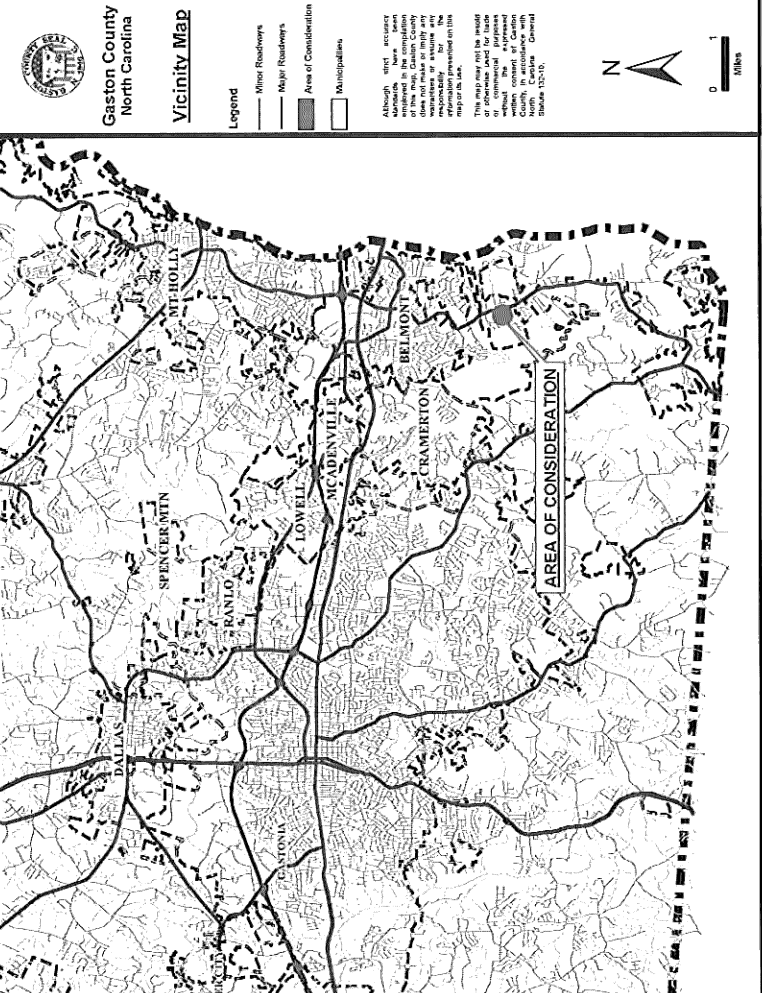 GASTON COUNTY SEAL
Gaston County
North Carolina
Vicinity Map
Legend
Minor Roadways
Major Roadways
Area of Consideration
Municipalities
Although strict accuracy
standards have been
employed in the compilation
of this map, Gaston County
does not make or imply any
warranties or assume any
responsibility for the
information presented on this
map or its use.
This map may not be resold
or otherwise used for trade
or commercial purposes
without the expressed
written consent of Gaston
County, in accordance with
North Carolina General
Statute 132-10.
N
0 1
Miles
MT HOLLY
SPENCER MTN
DALLAS
RANLO
LOWELL
MCADENVILLE
BELMONT
CRAMERTON
GASTONIA
AREA OF CONSIDERATION